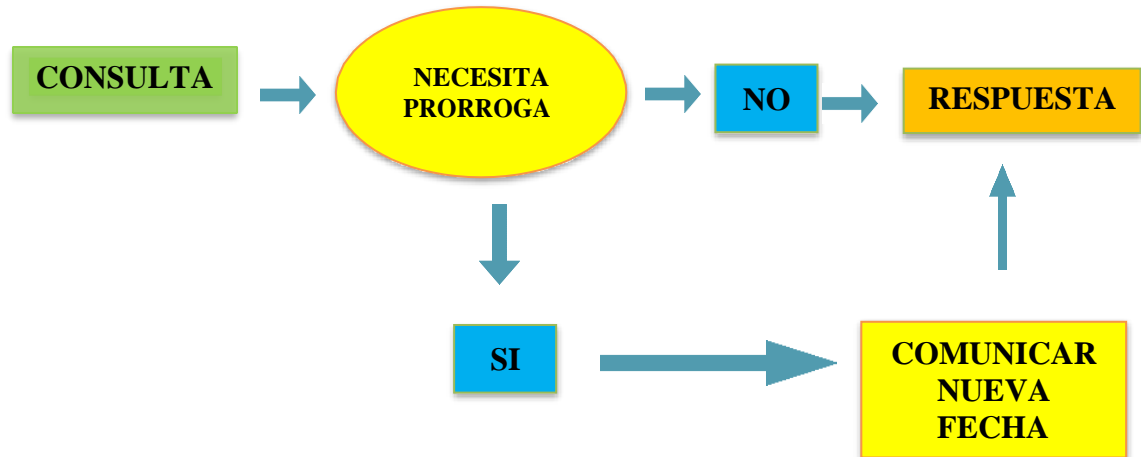 CONSULTA
NECESITA
PRORROGA
NO
RESPUESTA
SI
COMUNICAR
NUEVA
FECHA